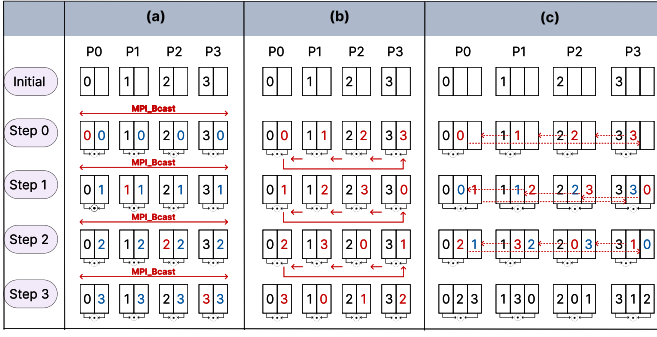 (a) (b) (c)
P0 P1 P2 P3 P0 P1 P2 P3 P0 P1 P2 P3
Initial 0 1 2 3 0 1 2 3 0 1 2 3
MPI_Bcast
Step 0 0 0 1 0 2 0 3 0 0 0 1 1 2 2 3 3 0 0 1 1 2 2 3 3
MPI_Bcast
Step 1 0 1 1 1 2 1 3 1 0 1 1 2 2 3 3 0 0 0 1 1 1 2 2 2 3 3 3 0
MPI_Bcast
Step 2 0 2 1 2 2 2 3 2 0 2 1 3 2 0 3 1 0 2 1 1 3 2 2 0 3 3 1 0
MPI_Bcast
Step 3 0 3 1 3 2 3 3 3 0 3 1 0 2 1 3 2 0 2 3 1 3 0 2 0 1 3 1 2